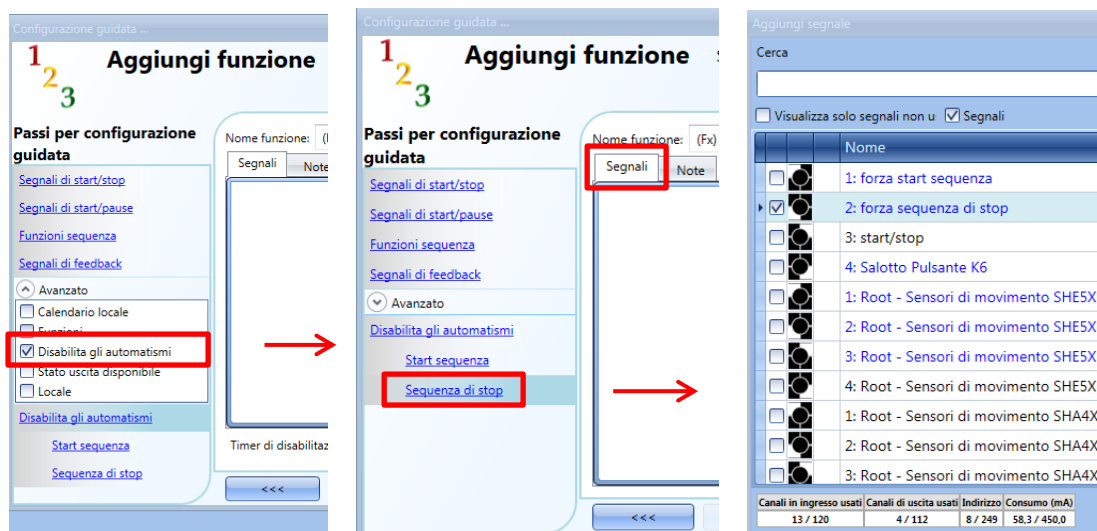 Configurazione guidata ...
1 2 3
Aggiungi funzione
Passi per configurazione
guidata
Segnali di start/stop
Segnali di start/pause
Funzioni sequenza
Segnali di feedback
Avanzato
Calendario locale
Funzioni
Disabilita gli automatismi
Stato uscita disponibile
Locale
Disabilita gli automatismi
Start sequenza
Sequenza di stop
Nome funzione:
Segnali
Note
Timer di disabilitaz
<<<
Configurazione guidata ...
1 2 3
Aggiungi funzione
Passi per configurazione
guidata
Segnali di start/stop
Segnali di start/pause
Funzioni sequenza
Segnali di feedback
Avanzato
Disabilita gli automatismi
Start sequenza
Sequenza di stop
Nome funzione: (Fx)
Segnali
Note
<<<
Aggiungi segnale
Cerca
Visualizza solo segnali non u Segnali
Nome
1: forza start sequenza
2: forza sequenza di stop
3: start/stop
4: Salotto Pulsante K6
1: Root - Sensori di movimento SHE5X
2: Root - Sensori di movimento SHE5X
3: Root - Sensori di movimento SHE5X
4: Root - Sensori di movimento SHE5X
1: Root - Sensori di movimento SHA4X
2: Root - Sensori di movimento SHA4X
3: Root - Sensori di movimento SHA4X
Canali in ingresso usati Canali di uscita usati Indirizzo Consumo (mA)
13 / 120 4 / 112 8 / 249 58,3 / 450,0